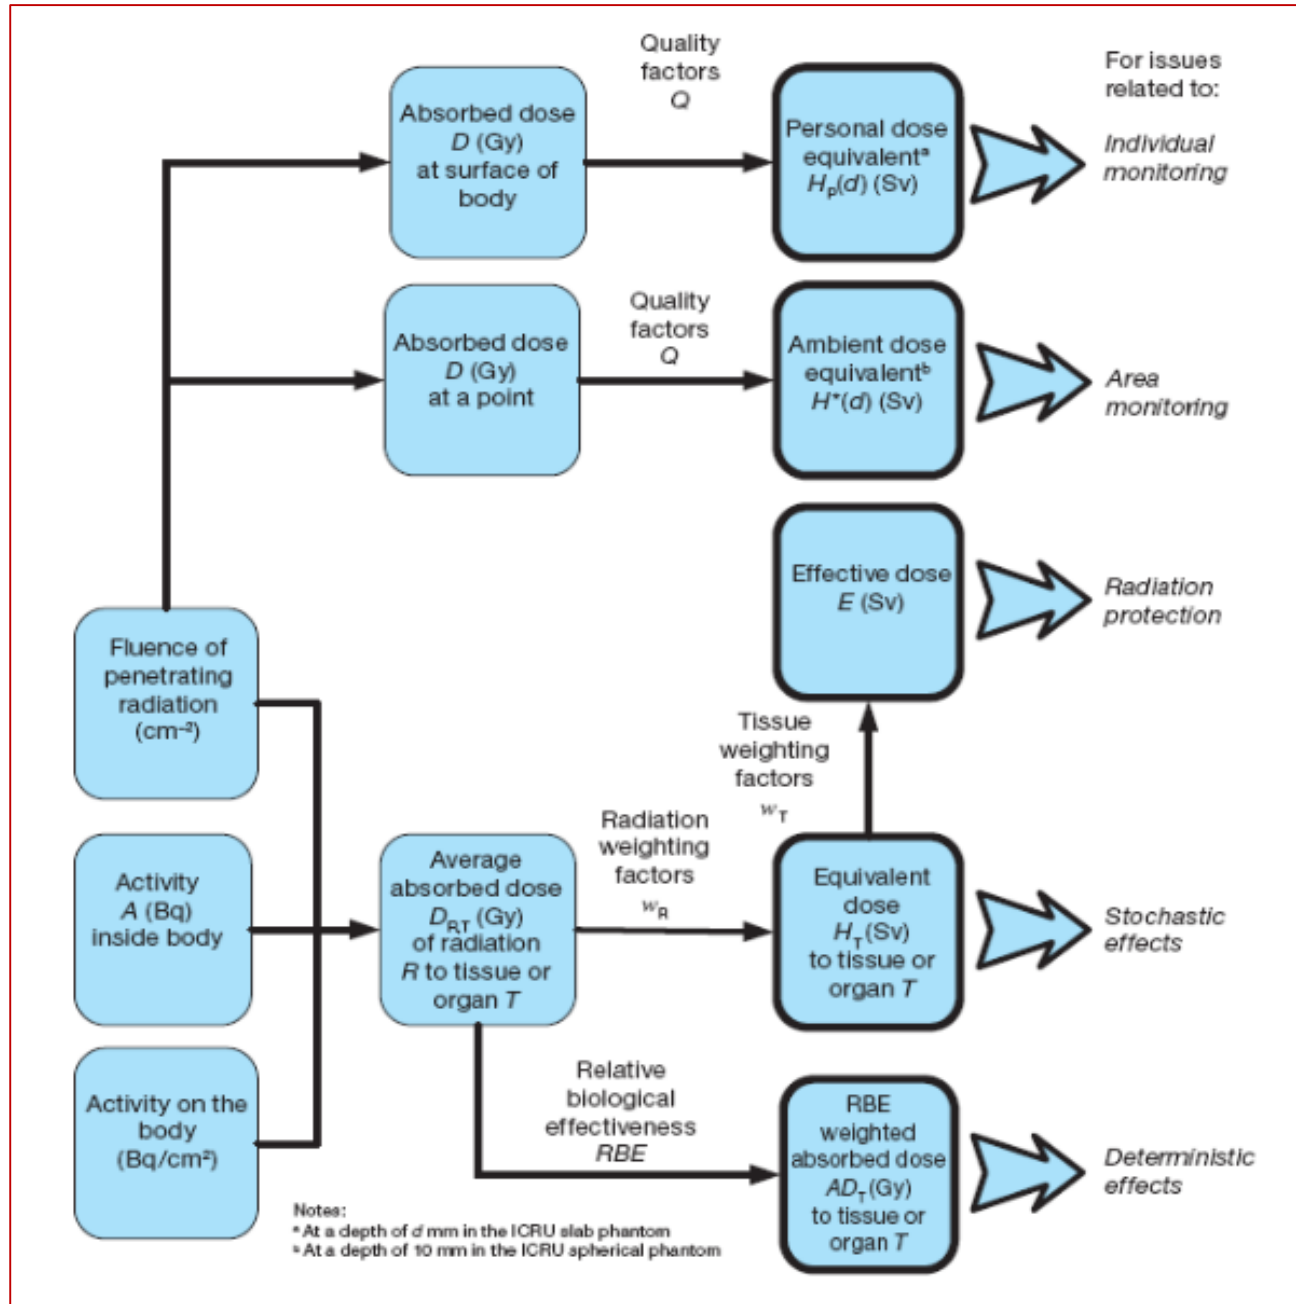 Quality
factors
Q
For issues
related to:
Absorbed dose
D (Gy)
at surface of
body
Personal dose
equivalentᵃ
Hₚ(d) (Sv)
Individual
monitoring
Quality
factors
Q
Absorbed dose
D (Gy)
at a point
Ambient dose
equivalentᵇ
H*(d) (Sv)
Area
monitoring
Effective dose
E (Sv)
Radiation
protection
Fluence of
penetrating
radiation
(cm⁻²)
Tissue
weighting
factors
w_T
Radiation
weighting
factors
w_R
Activity
A (Bq)
inside body
Average
absorbed dose
D_R,T (Gy)
of radiation
R to tissue or
organ T
Equivalent
dose
H_T (Sv)
to tissue or
organ T
Stochastic
effects
Activity on the
body
(Bq/cm²)
Relative
biological
effectiveness
RBE
RBE
weighted
absorbed dose
AD_T (Gy)
to tissue or
organ T
Deterministic
effects
Notes:
ᵃ At a depth of d mm in the ICRU slab phantom
ᵇ At a depth of 10 mm in the ICRU spherical phantom